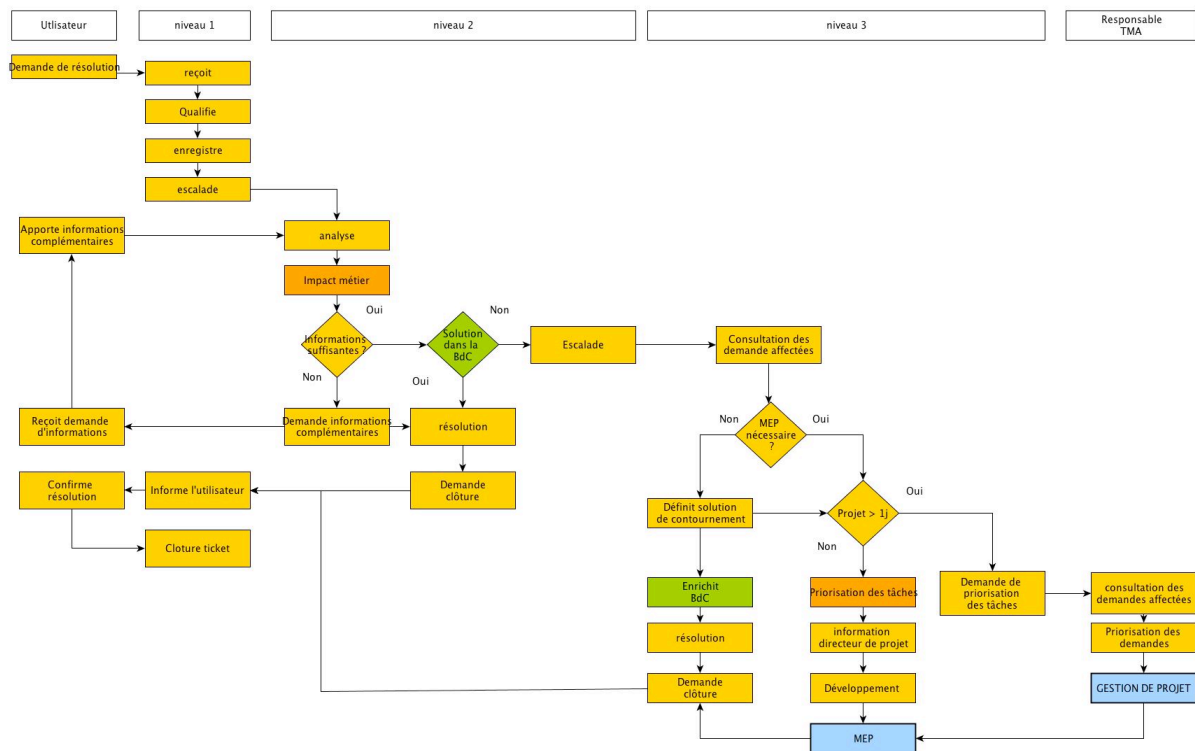 Utlisateur
niveau 1
niveau 2
niveau 3
Responsable
TMA
Demande de résolution
reçoit
Qualifie
enregistre
escalade
Apporte informations
complémentaires
analyse
Impact métier
Oui
Non
Informations
suffisantes ?
Solution
dans la
BdC
Escalade
Consultation des
demande affectées
Non
Oui
Reçoit demande
d'informations
Demande informations
complémentaires
résolution
Non
Oui
MEP
nécessaire
?
Confirme
résolution
Informe l'utilisateur
Demande
clôture
Définit solution
de contournement
Projet > 1j
Oui
Cloture ticket
Non
Enrichit
BdC
Priorisation des tâches
Demande de
priorisation
des tâches
consultation des
demandes affectées
résolution
information
directeur de projet
Priorisation des
demandes
Demande
clôture
Développement
GESTION DE PROJET
MEP